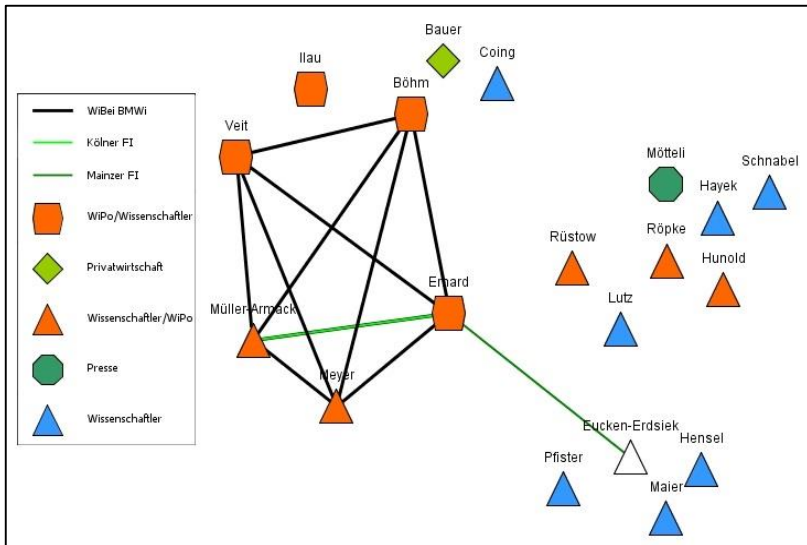 Bauer
Coing
Ilau
Böhm
Veit
WiBei BMWi
Kölner FI
Mainzer FI
WiPo/Wissenschaftler
Privatwirtschaft
Wissenschaftler/WiPo
Presse
Wissenschaftler
Mötteli
Schnabel
Hayek
Rüstow
Röpke
Hunold
Lutz
Müller-Armack
Erhard
Meyer
Eucken-Erdsiek
Pfister
Hensel
Maier